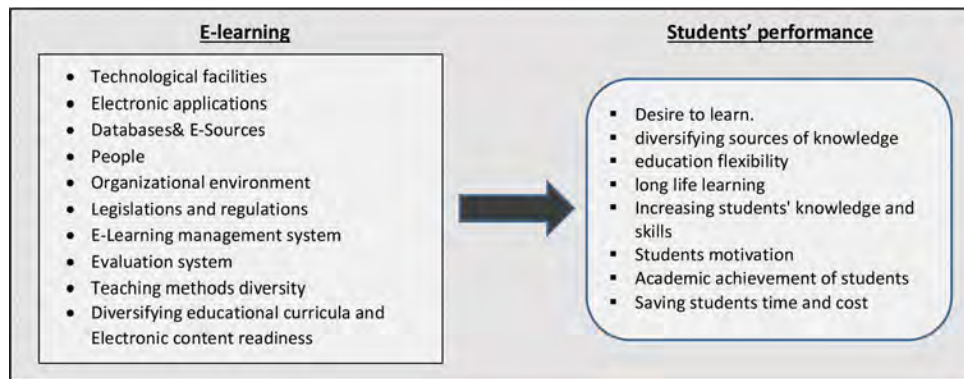 E-learning
• Technological facilities
• Electronic applications
• Databases& E-Sources
• People
• Organizational environment
• Legislations and regulations
• E-Learning management system
• Evaluation system
• Teaching methods diversity
• Diversifying educational curricula and
Electronic content readiness
Students' performance
▪ Desire to learn.
▪ diversifying sources of knowledge
▪ education flexibility
▪ long life learning
▪ Increasing students' knowledge and
skills
▪ Students motivation
▪ Academic achievement of students
▪ Saving students time and cost